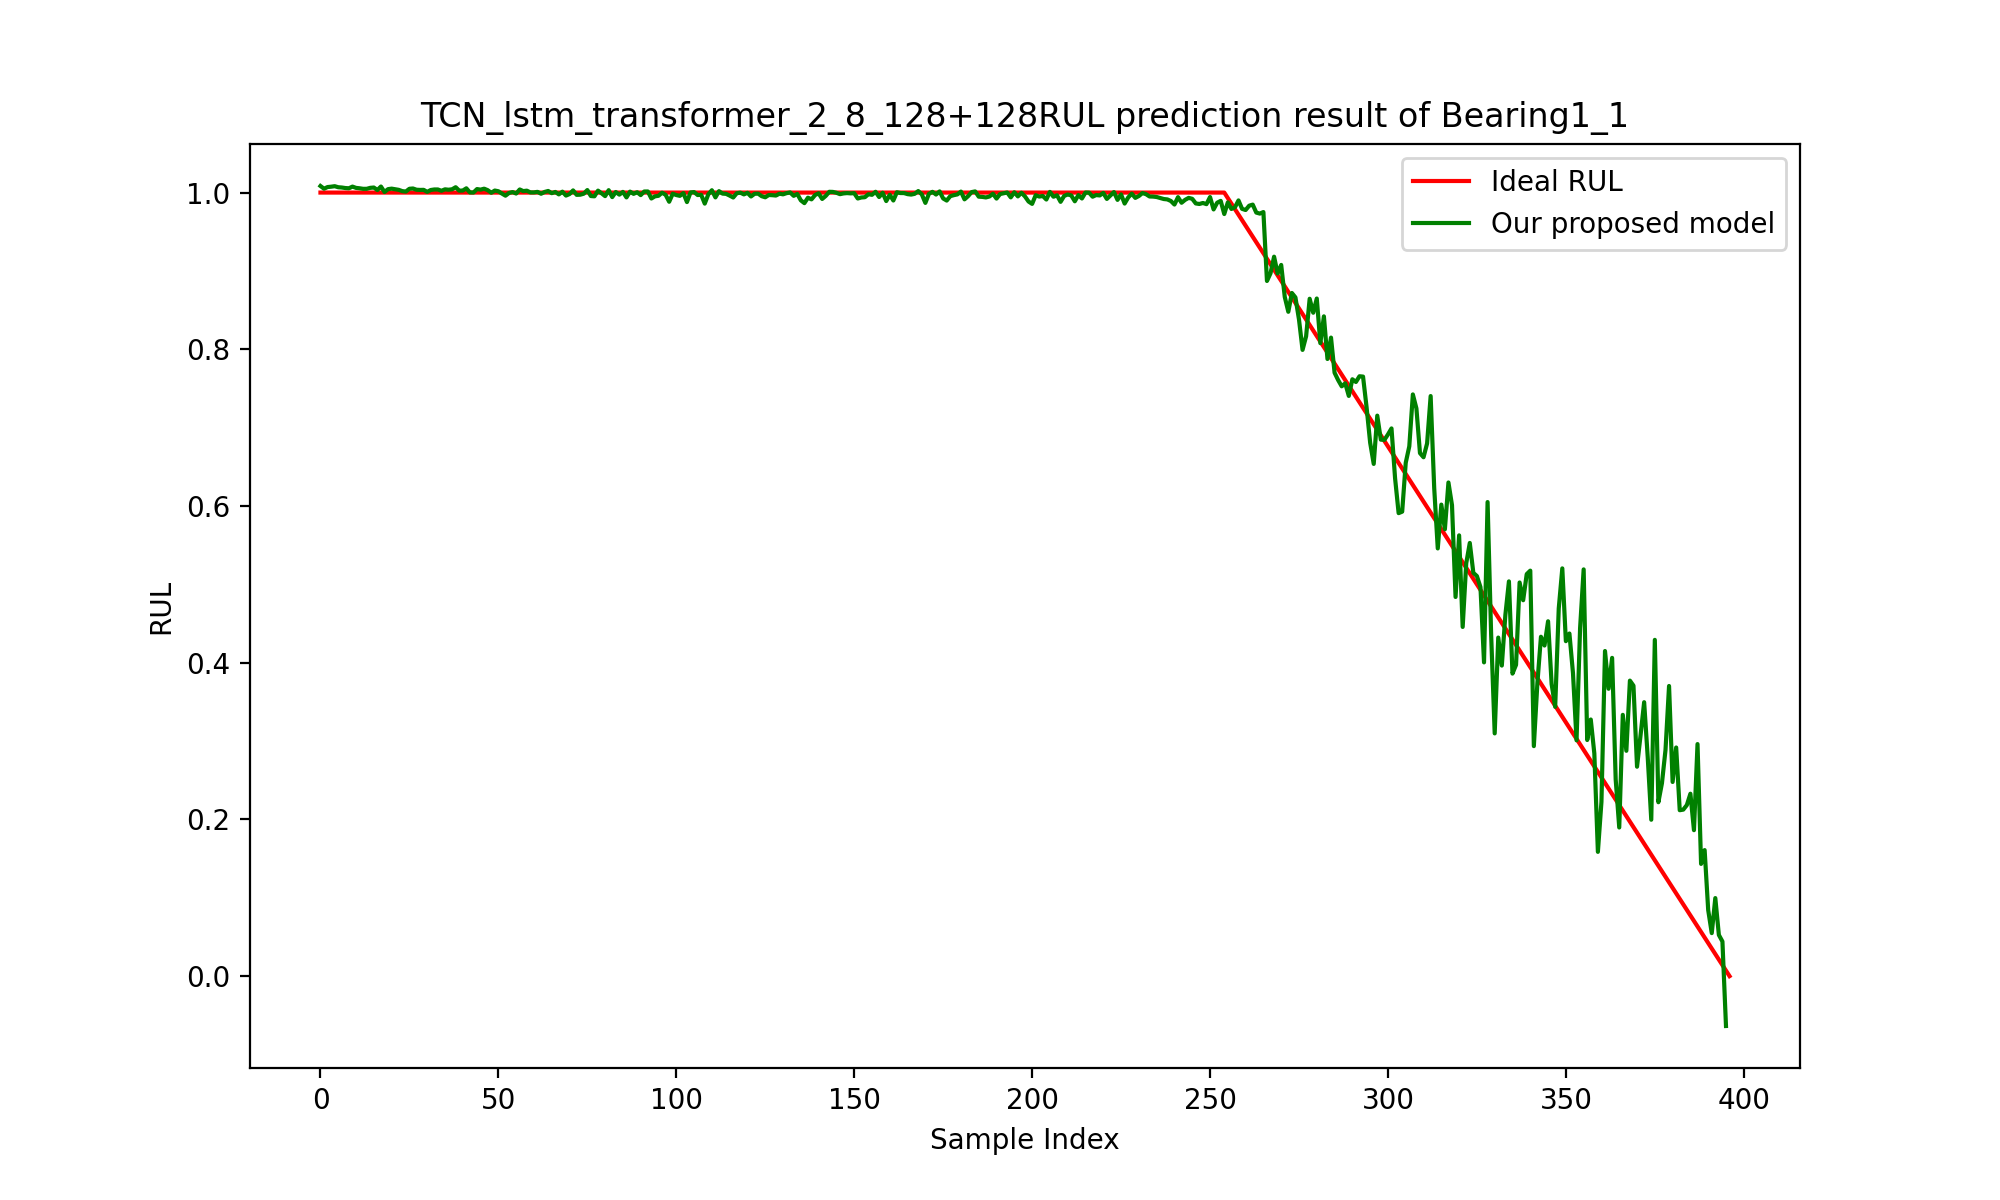 TCN_lstm_transformer_2_8_128+128RUL prediction result of Bearing1_1
Ideal RUL
Our proposed model
1.0
0.8
0.6
0.4
0.2
0.0
RUL
0 50 100 150 200 250 300 350 400
Sample Index